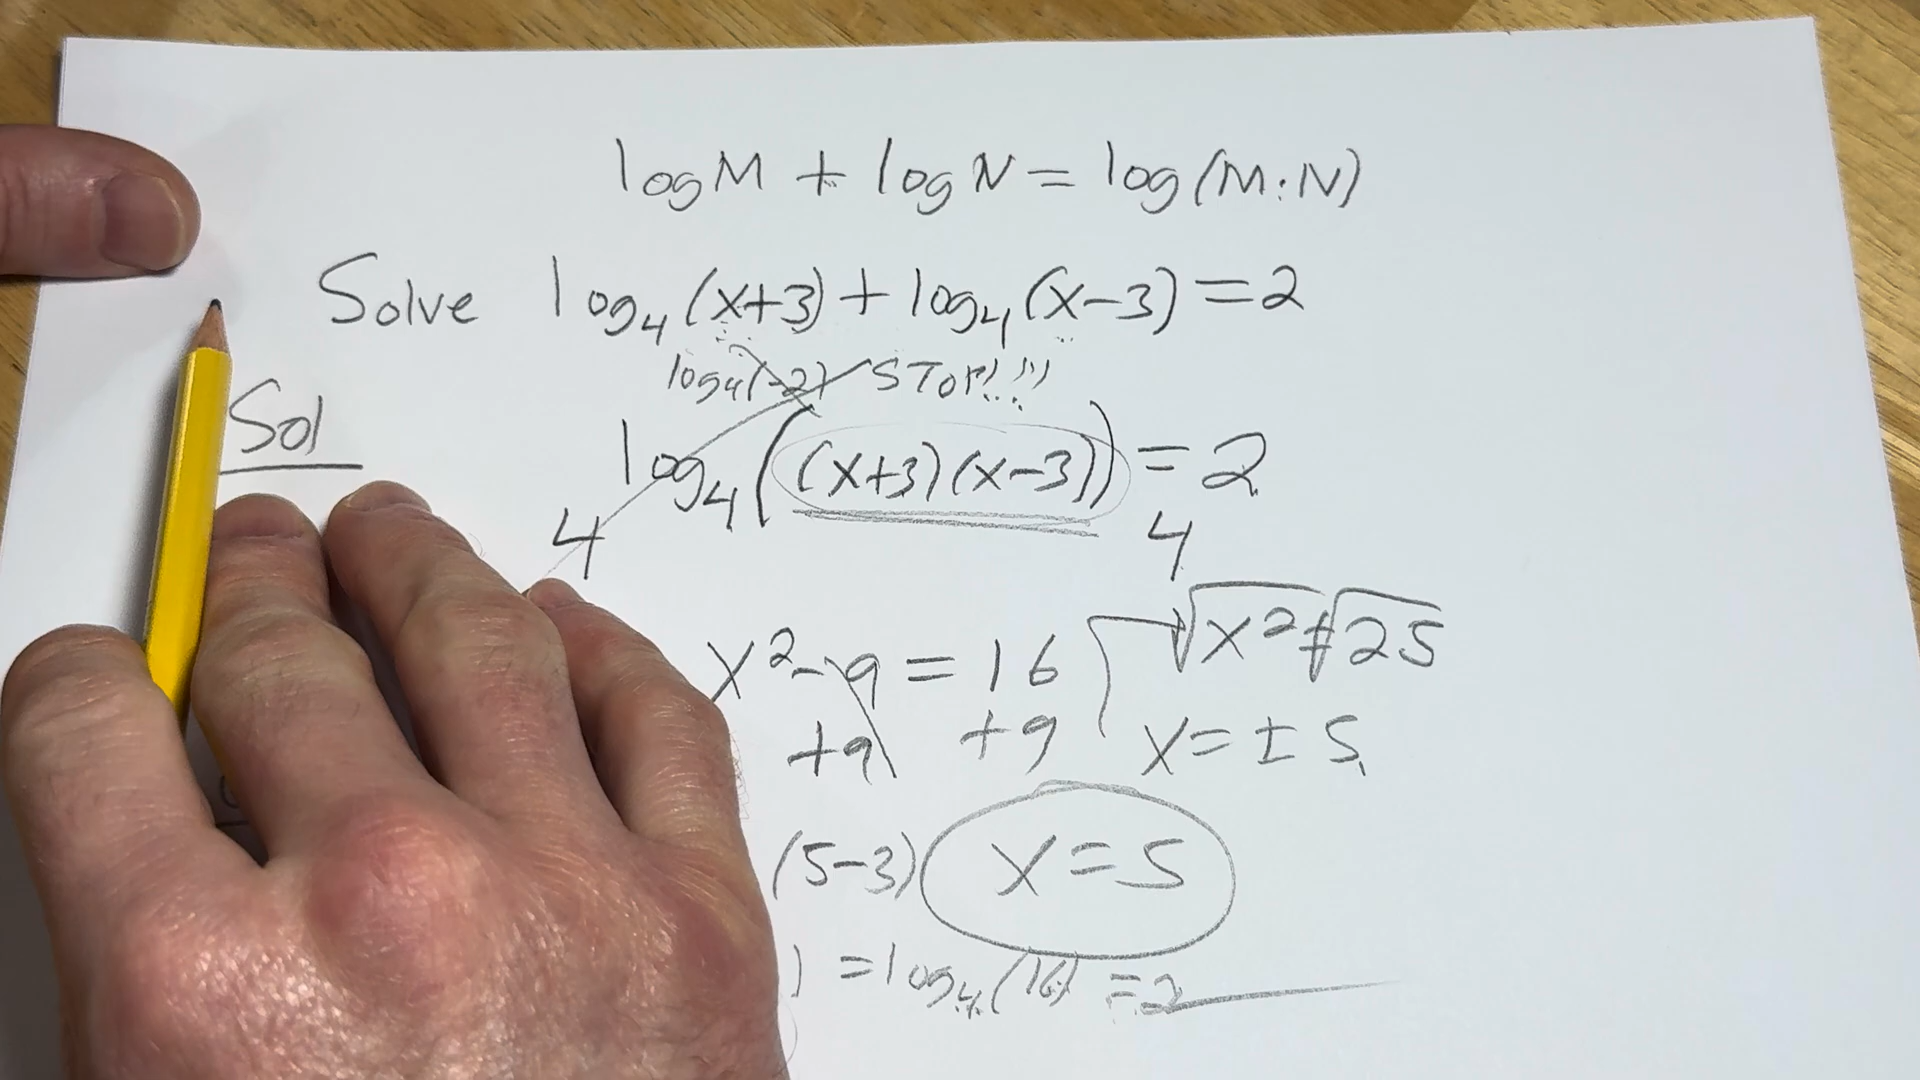 log M + log N = log(M·N)
Solve log₄(x+3) + log₄(x-3) = 2
log₄(-2) STOP!!!
Sol
log₄((x+3)(x-3)) = 2
4 4
x² - 9 = 16 √x² = √25
+9 +9 x = ± 5
(5-3) x = 5
) = log₄(16) = 2